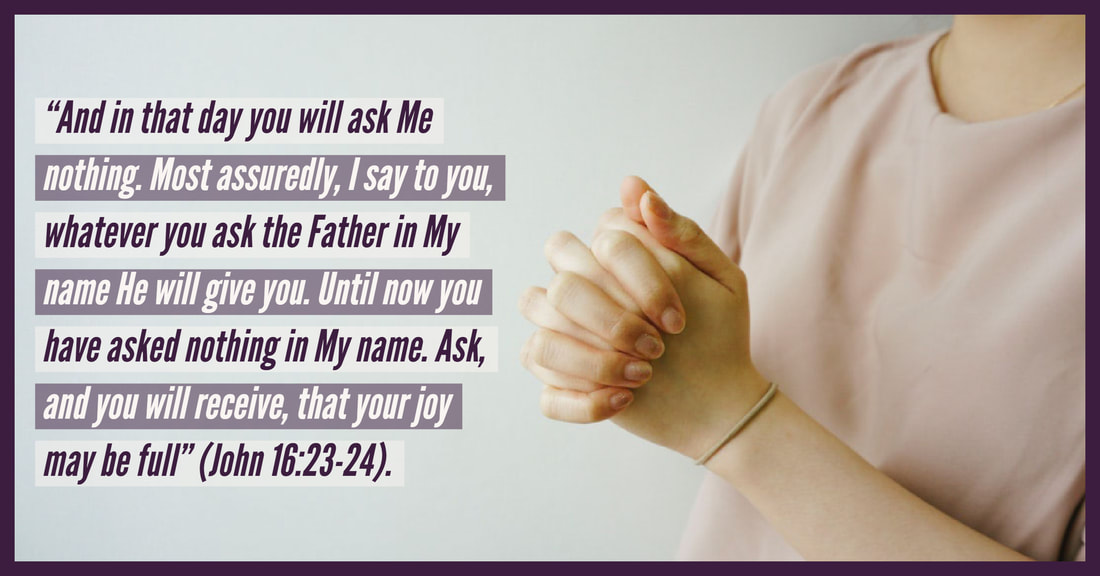 “And in that day you will ask Me
nothing. Most assuredly, I say to you,
whatever you ask the Father in My
name He will give you. Until now you
have asked nothing in My name. Ask,
and you will receive, that your joy
may be full” (John 16:23-24).